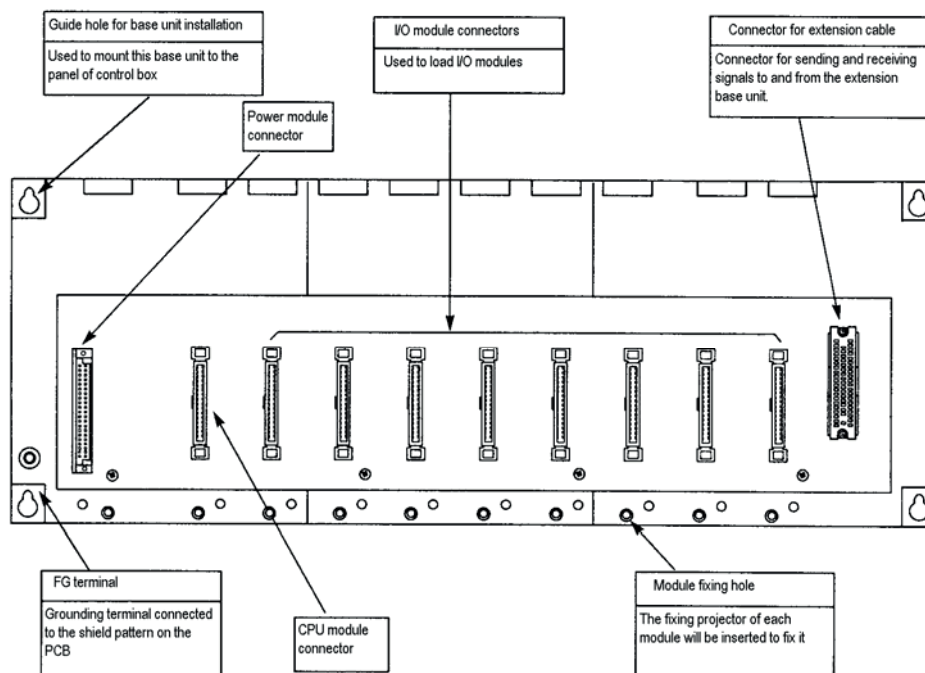 Guide hole for base unit installation
Used to mount this base unit to the
panel of control box
I/O module connectors
Used to load I/O modules
Connector for extension cable
Connector for sending and receiving
signals to and from the extension
base unit.
Power module
connector
FG terminal
Grounding terminal connected
to the shield pattern on the
PCB
CPU module
connector
Module fixing hole
The fixing projector of each
module will be inserted to fix it